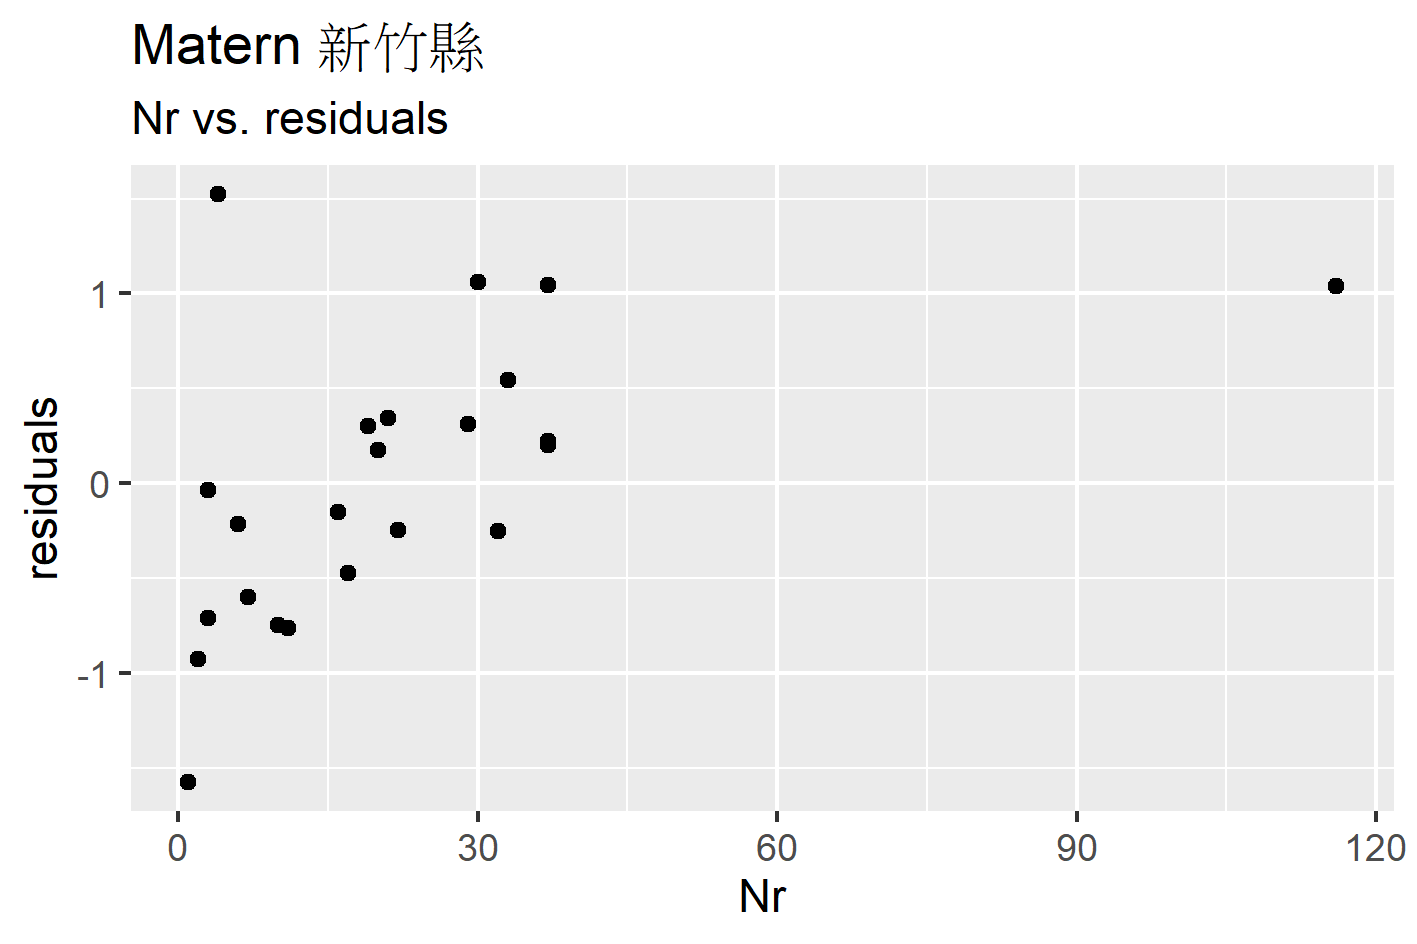 Matern 新竹縣
Nr vs. residuals
1
0
-1
residuals
0 30 60 90 120
Nr